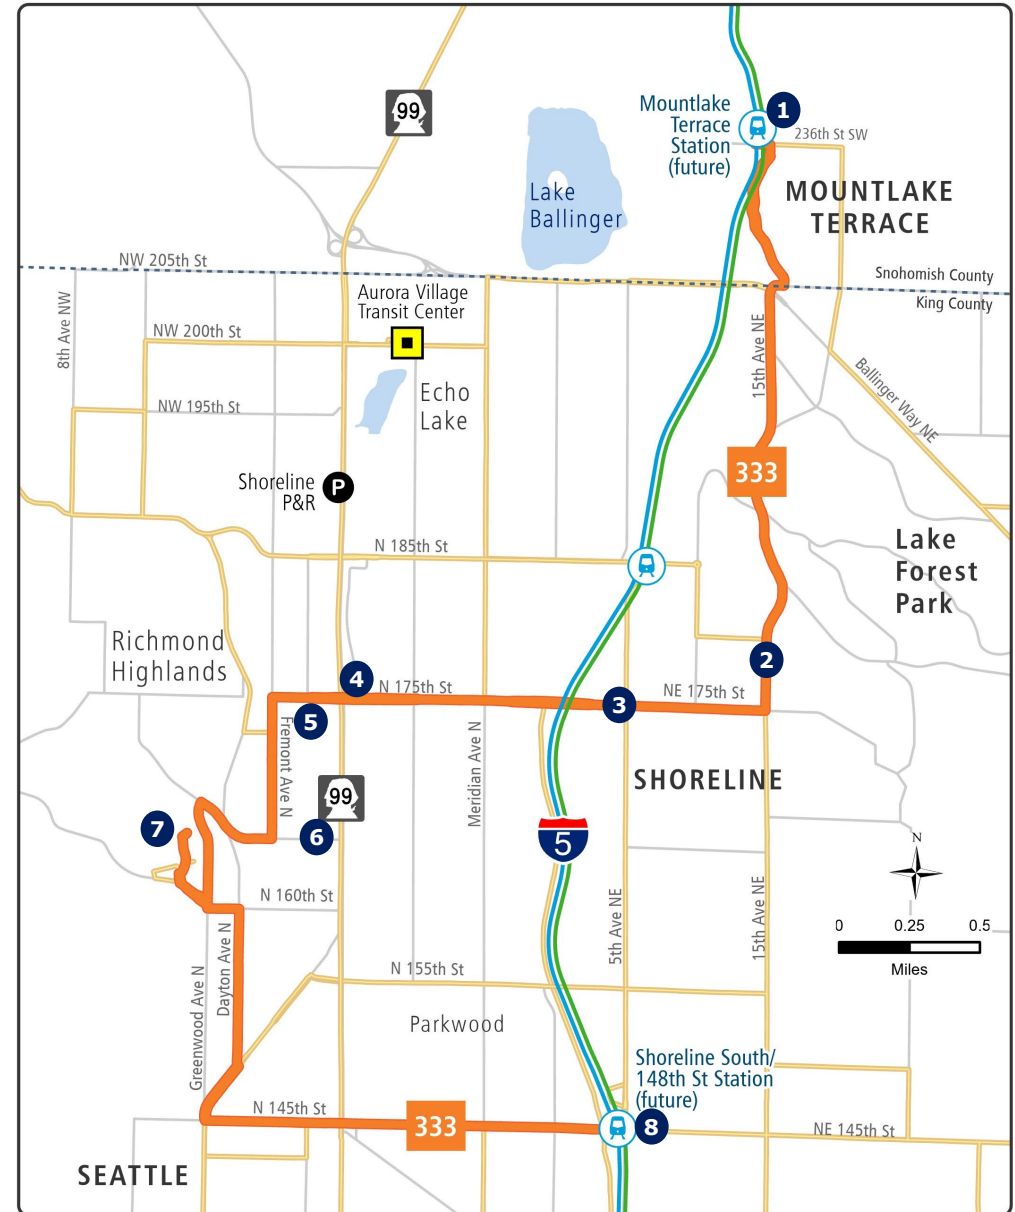 99
Mountlake
Terrace
Station
(future)
1
236th St SW
MOUNTLAKE
TERRACE
Lake
Ballinger
NW 205th St
Snohomish County
King County
Aurora Village
Transit Center
8th Ave NW
NW 200th St
15th Ave NE
Echo
Lake
Ballinger Way NE
NW 195th St
333
Shoreline
P&R
P
N 185th St
Lake
Forest
Park
Richmond
Highlands
2
4
N 175th St
NE 175th St
3
5
Fremont Ave N
Meridian Ave N
SHORELINE
99
7
6
5
N
N 160th St
5th Ave NE
15th Ave NE
0 0.25 0.5
Miles
Dayton Ave N
Greenwood Ave N
N 155th St
Parkwood
Shoreline South/
148th St Station
(future)
N 145th St
333
8
NE 145th St
SEATTLE